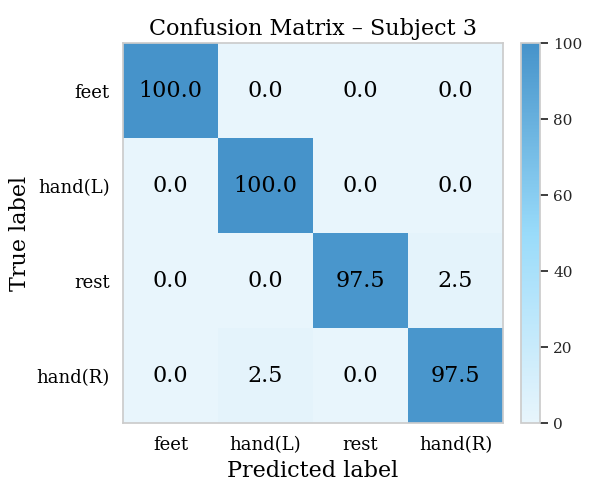 Confusion Matrix – Subject 3
True label
feet 100.0 0.0 0.0 0.0
hand(L) 0.0 100.0 0.0 0.0
rest 0.0 0.0 97.5 2.5
hand(R) 0.0 2.5 0.0 97.5
feet hand(L) rest hand(R)
Predicted label
100
80
60
40
20
0